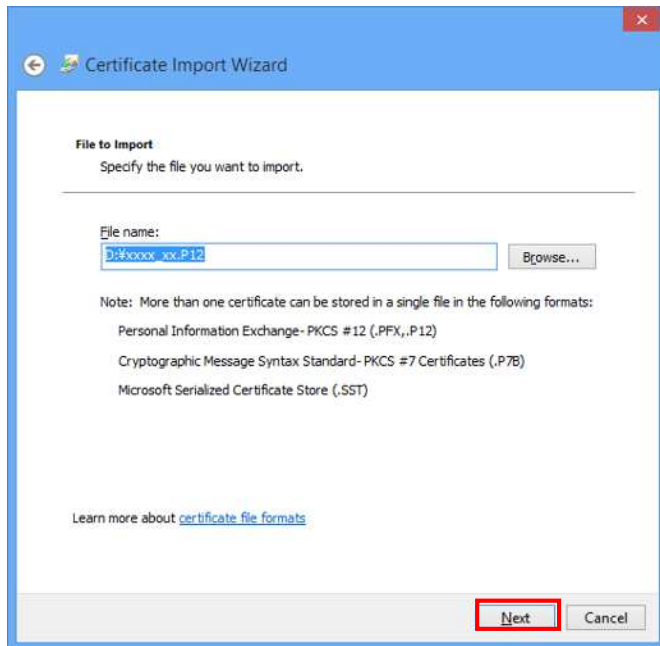 Certificate Import Wizard
File to Import
Specify the file you want to import.
File name:
D:¥xxxx_xx.P12
Browse...
Note: More than one certificate can be stored in a single file in the following formats:
Personal Information Exchange- PKCS #12 (.PFX,.P12)
Cryptographic Message Syntax Standard- PKCS #7 Certificates (.P7B)
Microsoft Serialized Certificate Store (.SST)
Learn more about certificate file formats
Next Cancel